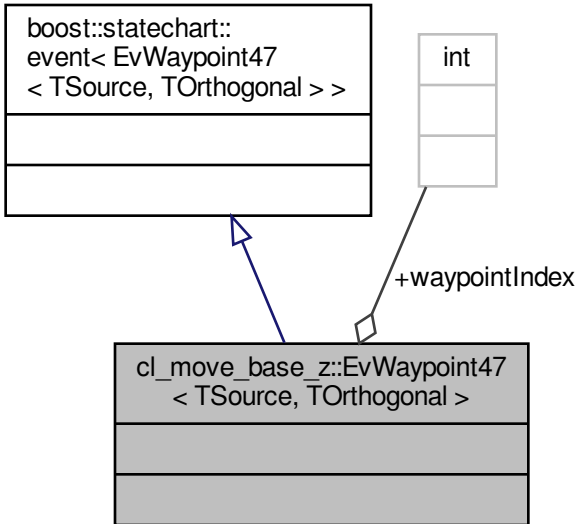 boost::statechart::
event< EvWaypoint47
< TSource, TOrthogonal > >
int
+waypointIndex
cl_move_base_z::EvWaypoint47
< TSource, TOrthogonal >